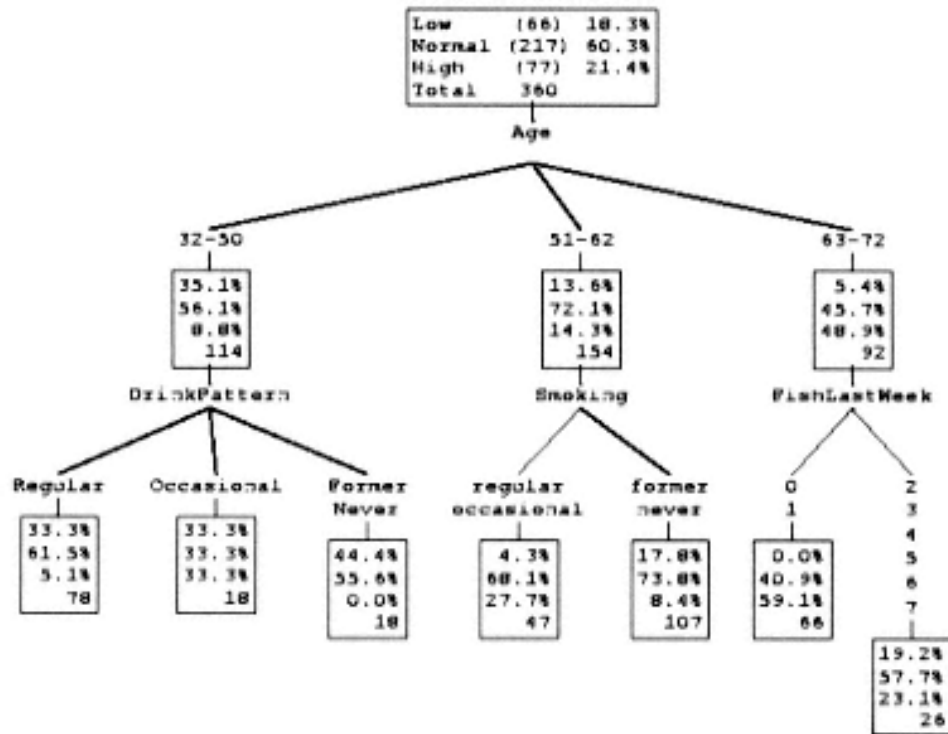 Low (66) 18.3%
Normal (217) 60.3%
High (77) 21.4%
Total 360
Age
32-50 51-62 63-72
35.1% 13.6% 5.4%
56.1% 72.1% 45.7%
8.8% 14.3% 48.9%
114 154 92
DrinkPattern Smoking FishLastWeek
Regular Occasional Former regular former 0 2
Never occasional never 1 3
4
5
6
7
33.3% 33.3% 44.4% 4.3% 17.8% 0.0%
61.5% 33.3% 55.6% 68.1% 73.8% 40.9%
5.1% 33.3% 0.0% 27.7% 8.4% 59.1%
78 18 18 47 107 66
19.2%
57.7%
23.1%
26